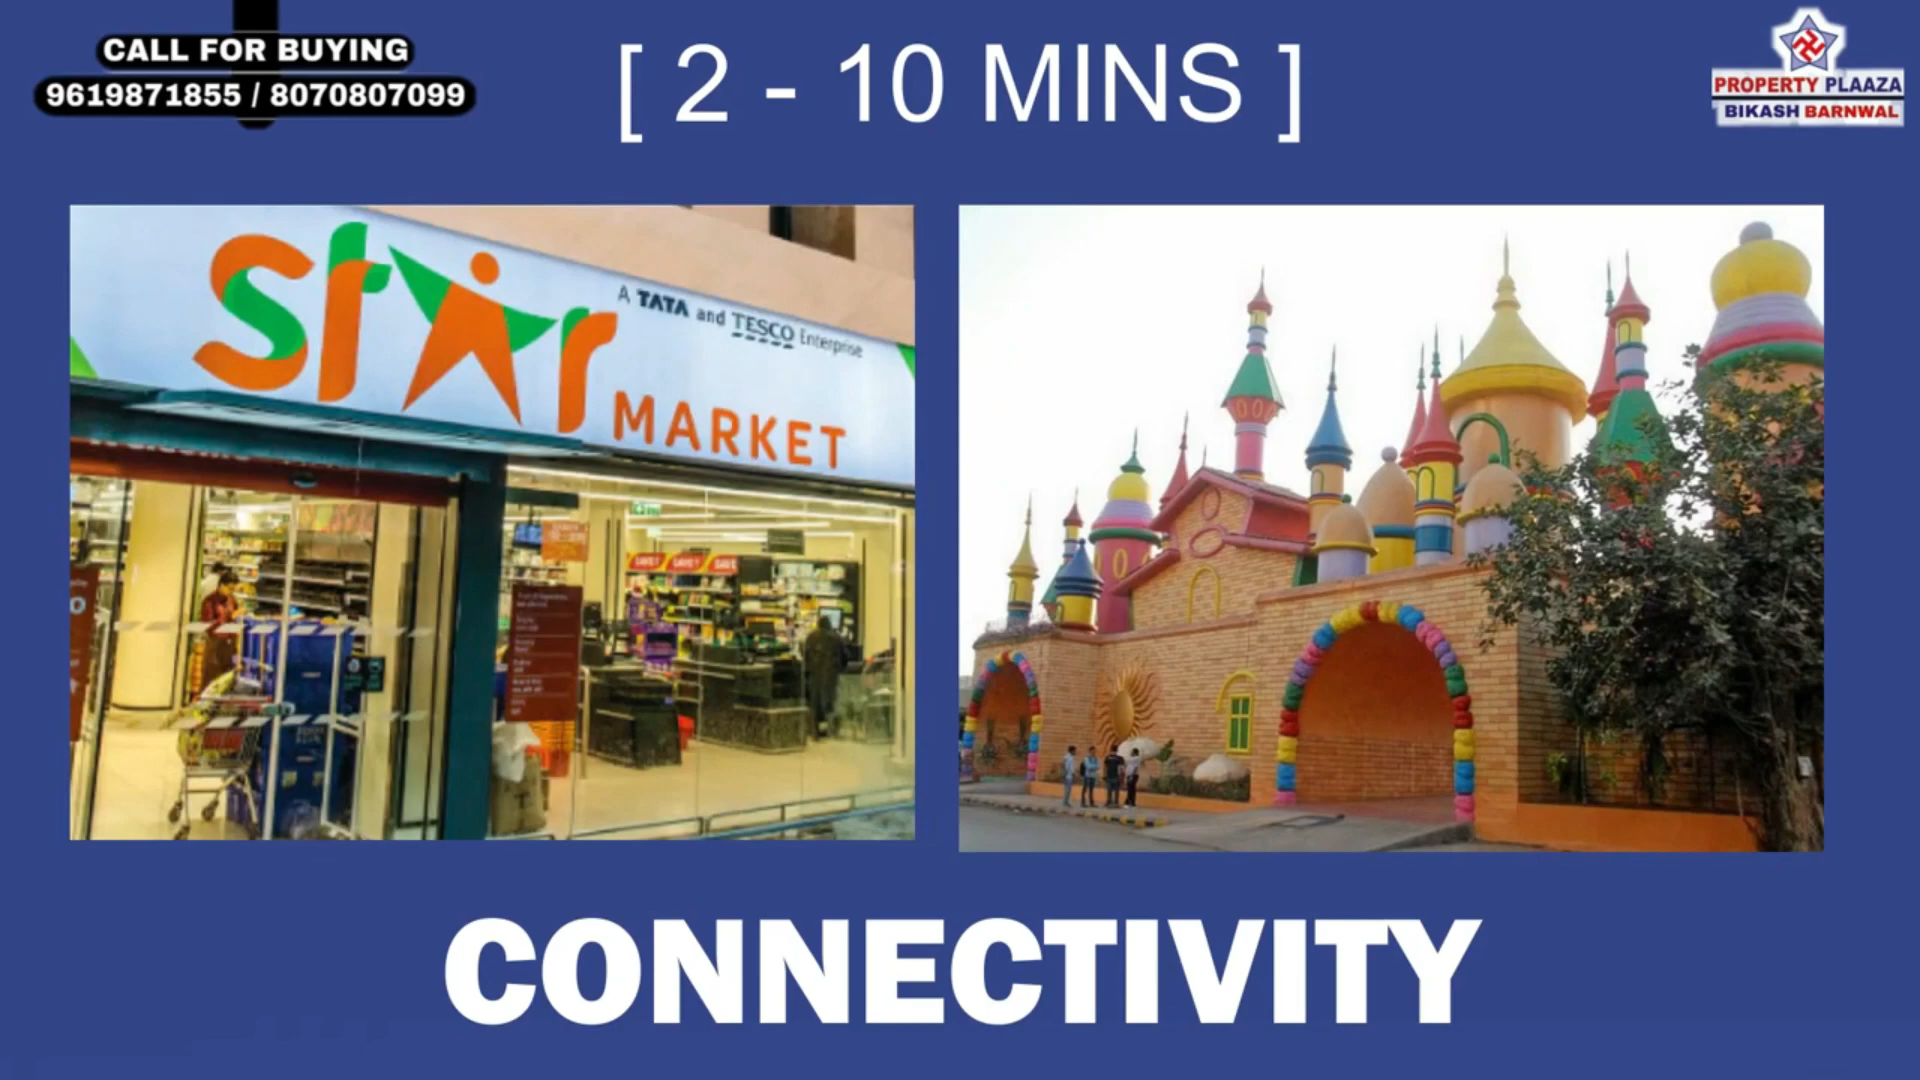 CALL FOR BUYING
9619871855 / 8070807099
[ 2 - 10 MINS ]
PROPERTY PLAAZA
BIKASH BARNWAL
star
MARKET
A TATA and TESCO Enterprise
CONNECTIVITY